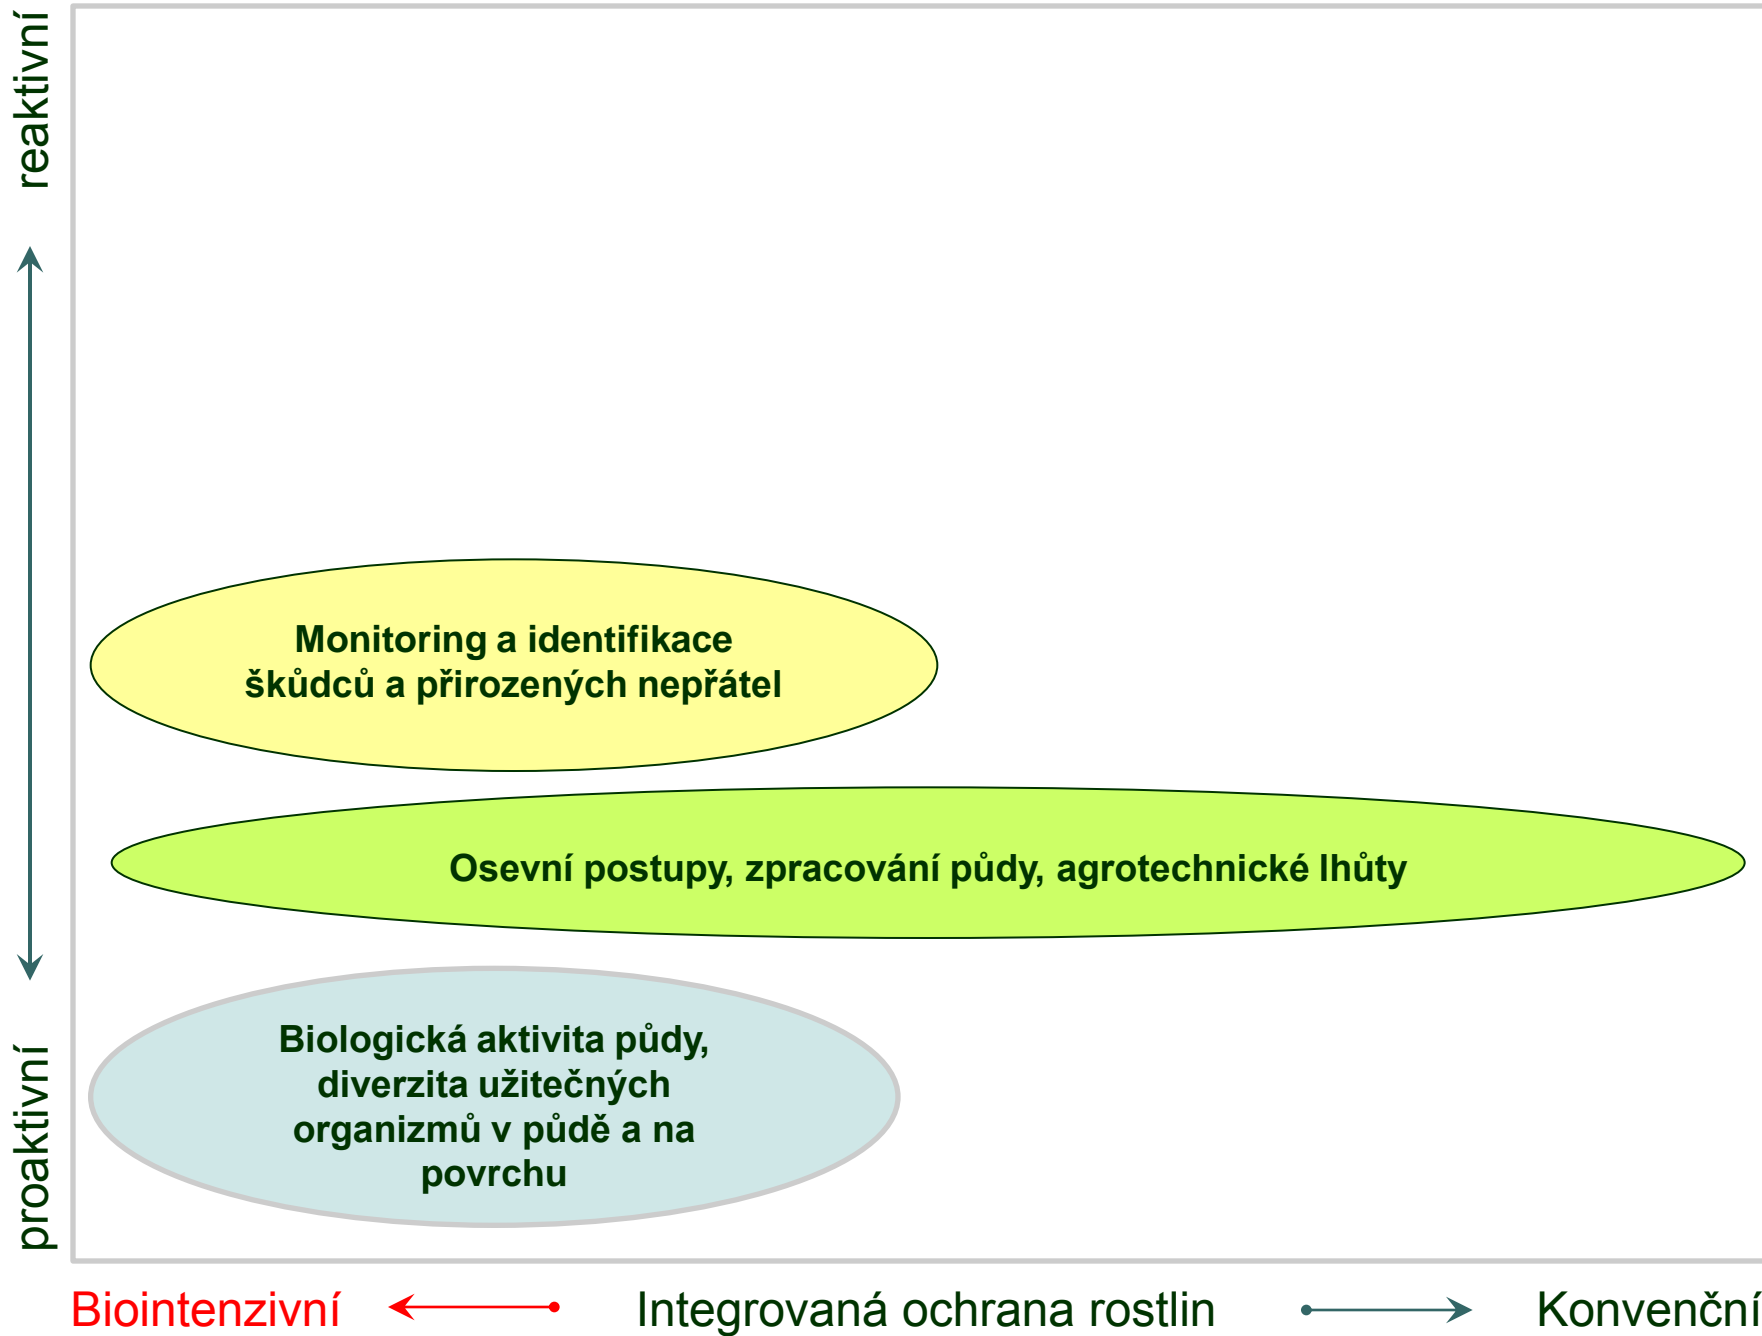 reaktivní
Monitoring a identifikace
škůdců a přirozených nepřátel
Osevní postupy, zpracování půdy, agrotechnické lhůty
Biologická aktivita půdy,
diverzita užitečných
organizmů v půdě a na
povrchu
proaktivní
Biointenzivní Integrovaná ochrana rostlin Konvenční